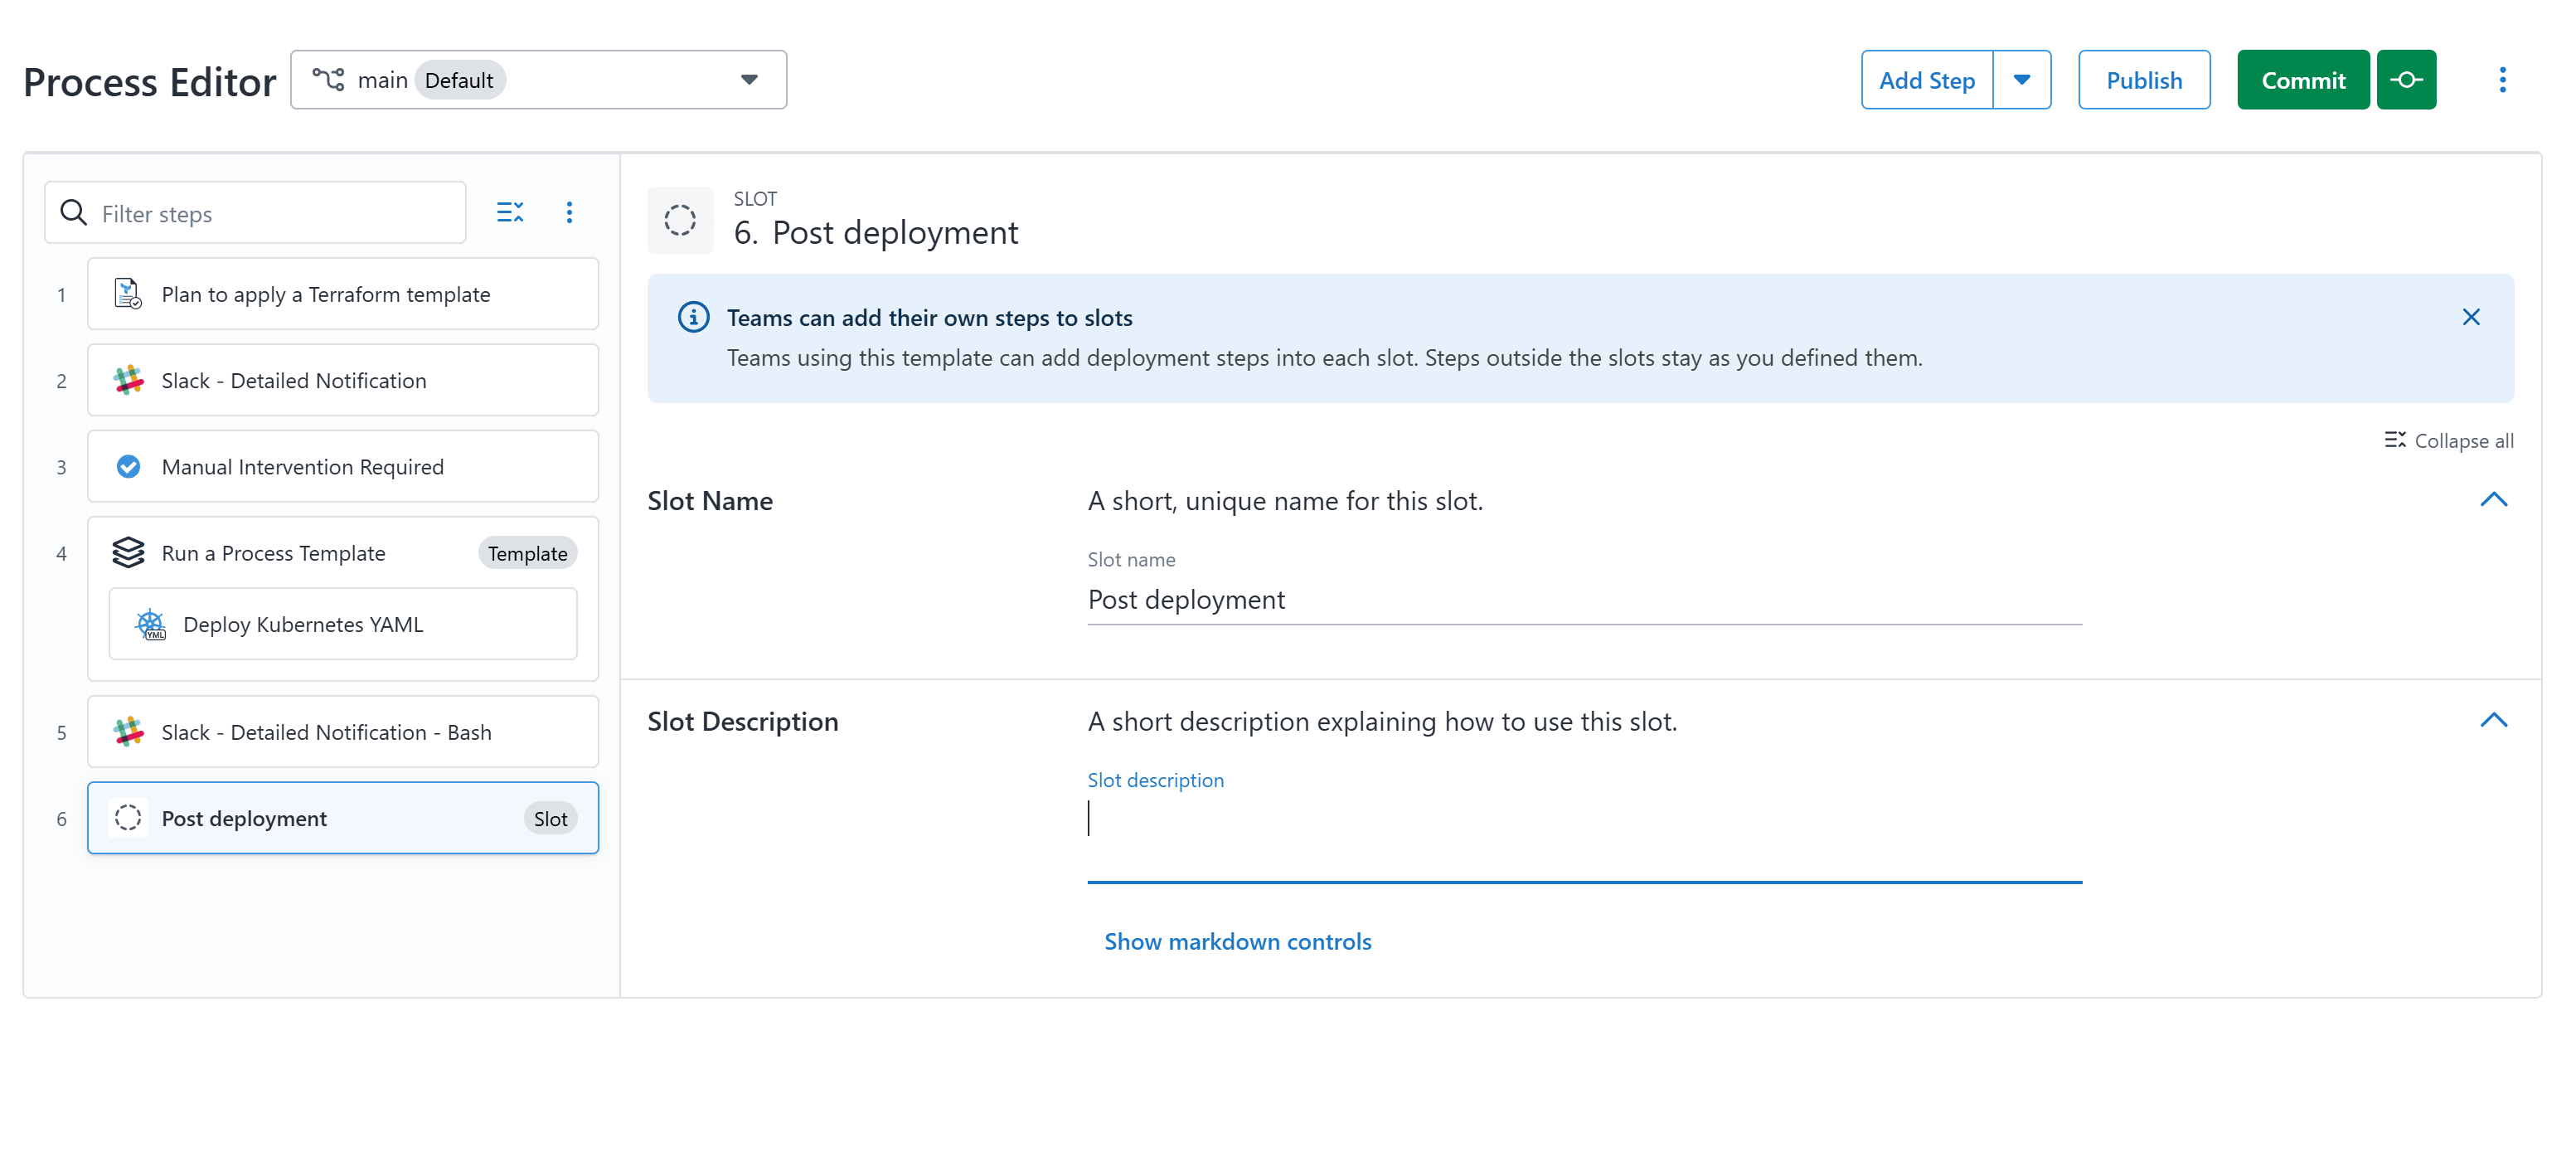 Process Editor
main Default
Add Step
Publish
Commit
Filter steps
1 Plan to apply a Terraform template
2 Slack - Detailed Notification
3 Manual Intervention Required
4 Run a Process Template Template
YML Deploy Kubernetes YAML
5 Slack - Detailed Notification - Bash
6 Post deployment Slot
SLOT
6. Post deployment
Teams can add their own steps to slots
Teams using this template can add deployment steps into each slot. Steps outside the slots stay as you defined them.
Collapse all
Slot Name
A short, unique name for this slot.
Slot name
Post deployment
Slot Description
A short description explaining how to use this slot.
Slot description
Show markdown controls